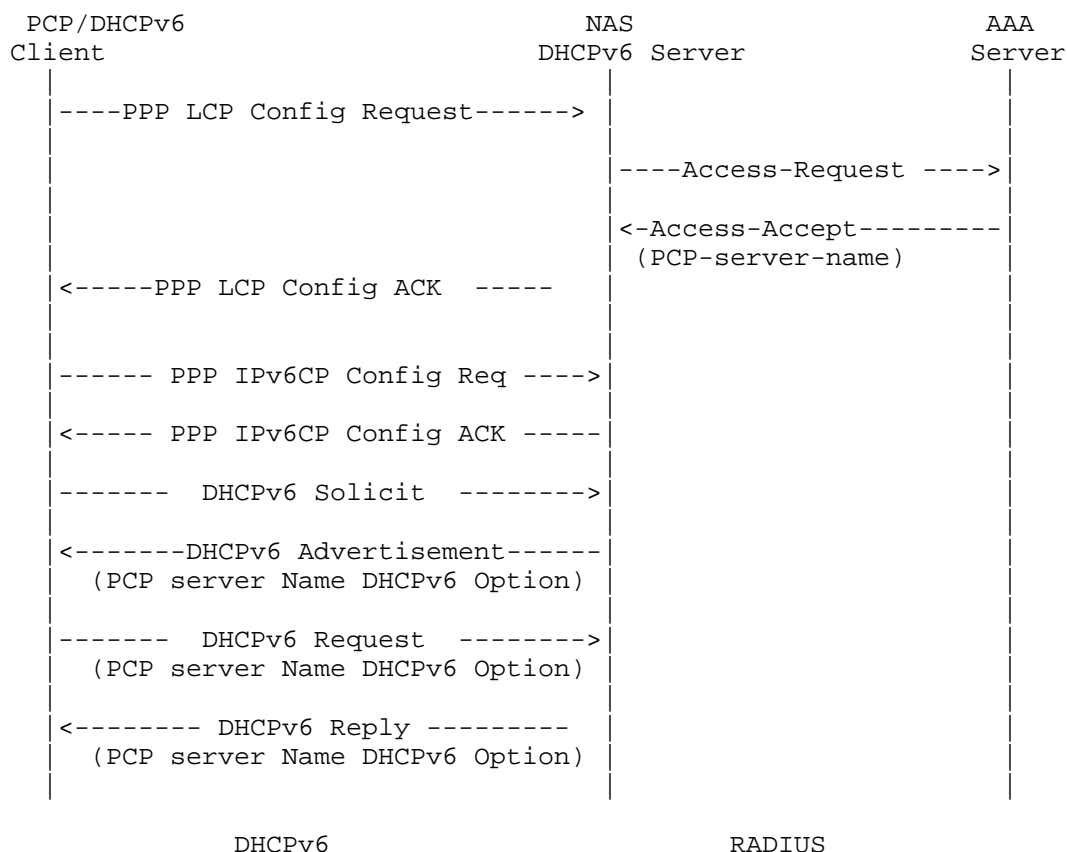 PCP/DHCPv6 NAS AAA
Client DHCPv6 Server Server
----PPP LCP Config Request------>
----Access-Request ---->
<-Access-Accept---------
(PCP-server-name)
<-----PPP LCP Config ACK -----
------ PPP IPv6CP Config Req ---->
<----- PPP IPv6CP Config ACK -----
------- DHCPv6 Solicit -------->
<-------DHCPv6 Advertisement------
(PCP server Name DHCPv6 Option)
------- DHCPv6 Request -------->
(PCP server Name DHCPv6 Option)
<-------- DHCPv6 Reply ---------
(PCP server Name DHCPv6 Option)
DHCPv6 RADIUS